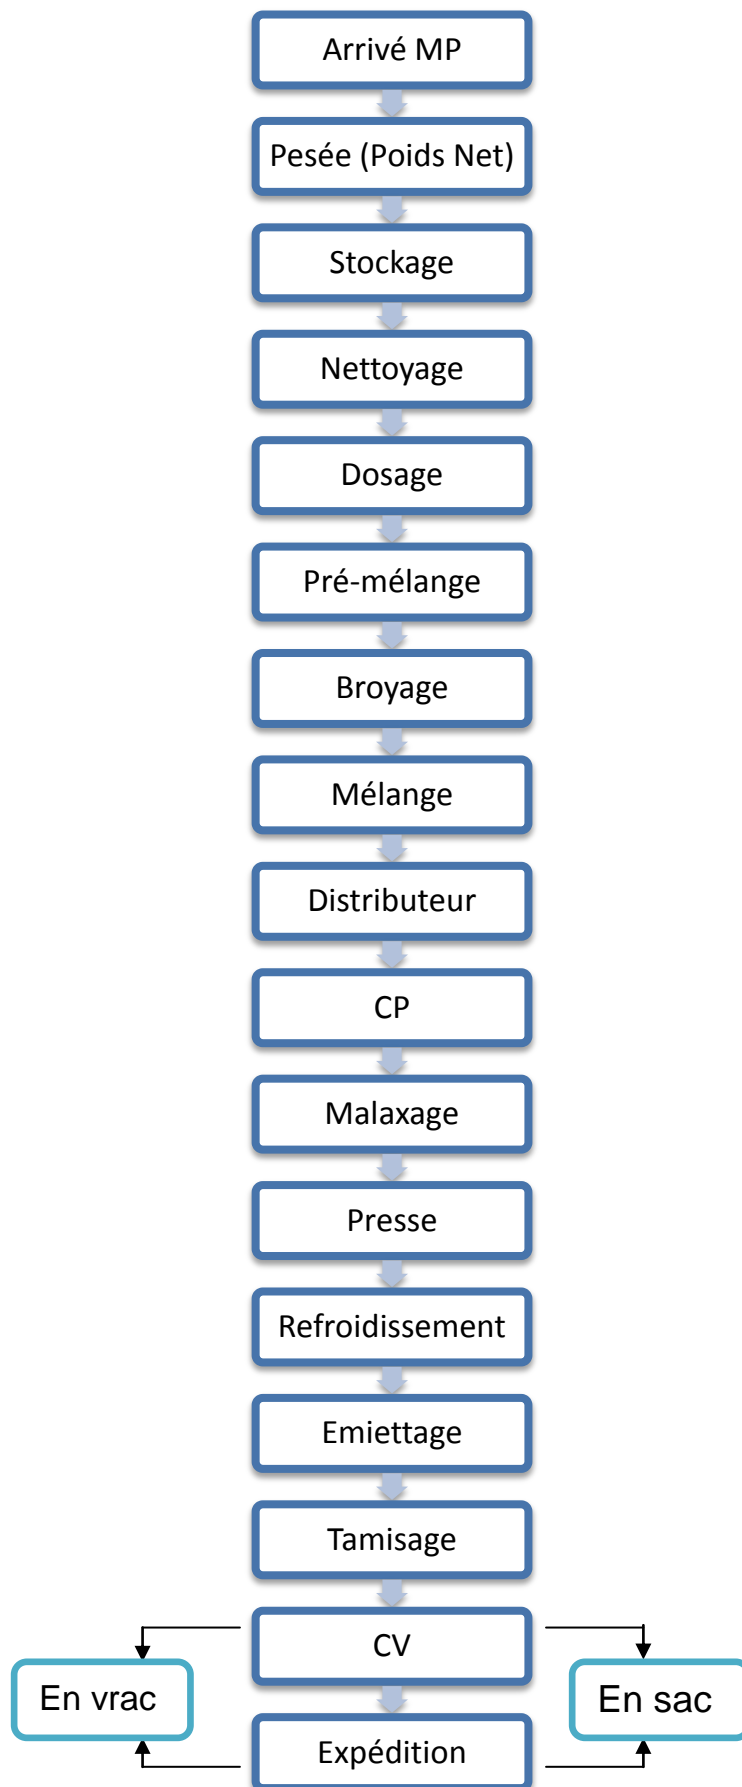 Arrivé MP
Pesée (Poids Net)
Stockage
Nettoyage
Dosage
Pré-mélange
Broyage
Mélange
Distributeur
CP
Malaxage
Presse
Refroidissement
Emiettage
Tamisage
CV
En vrac
En sac
Expédition